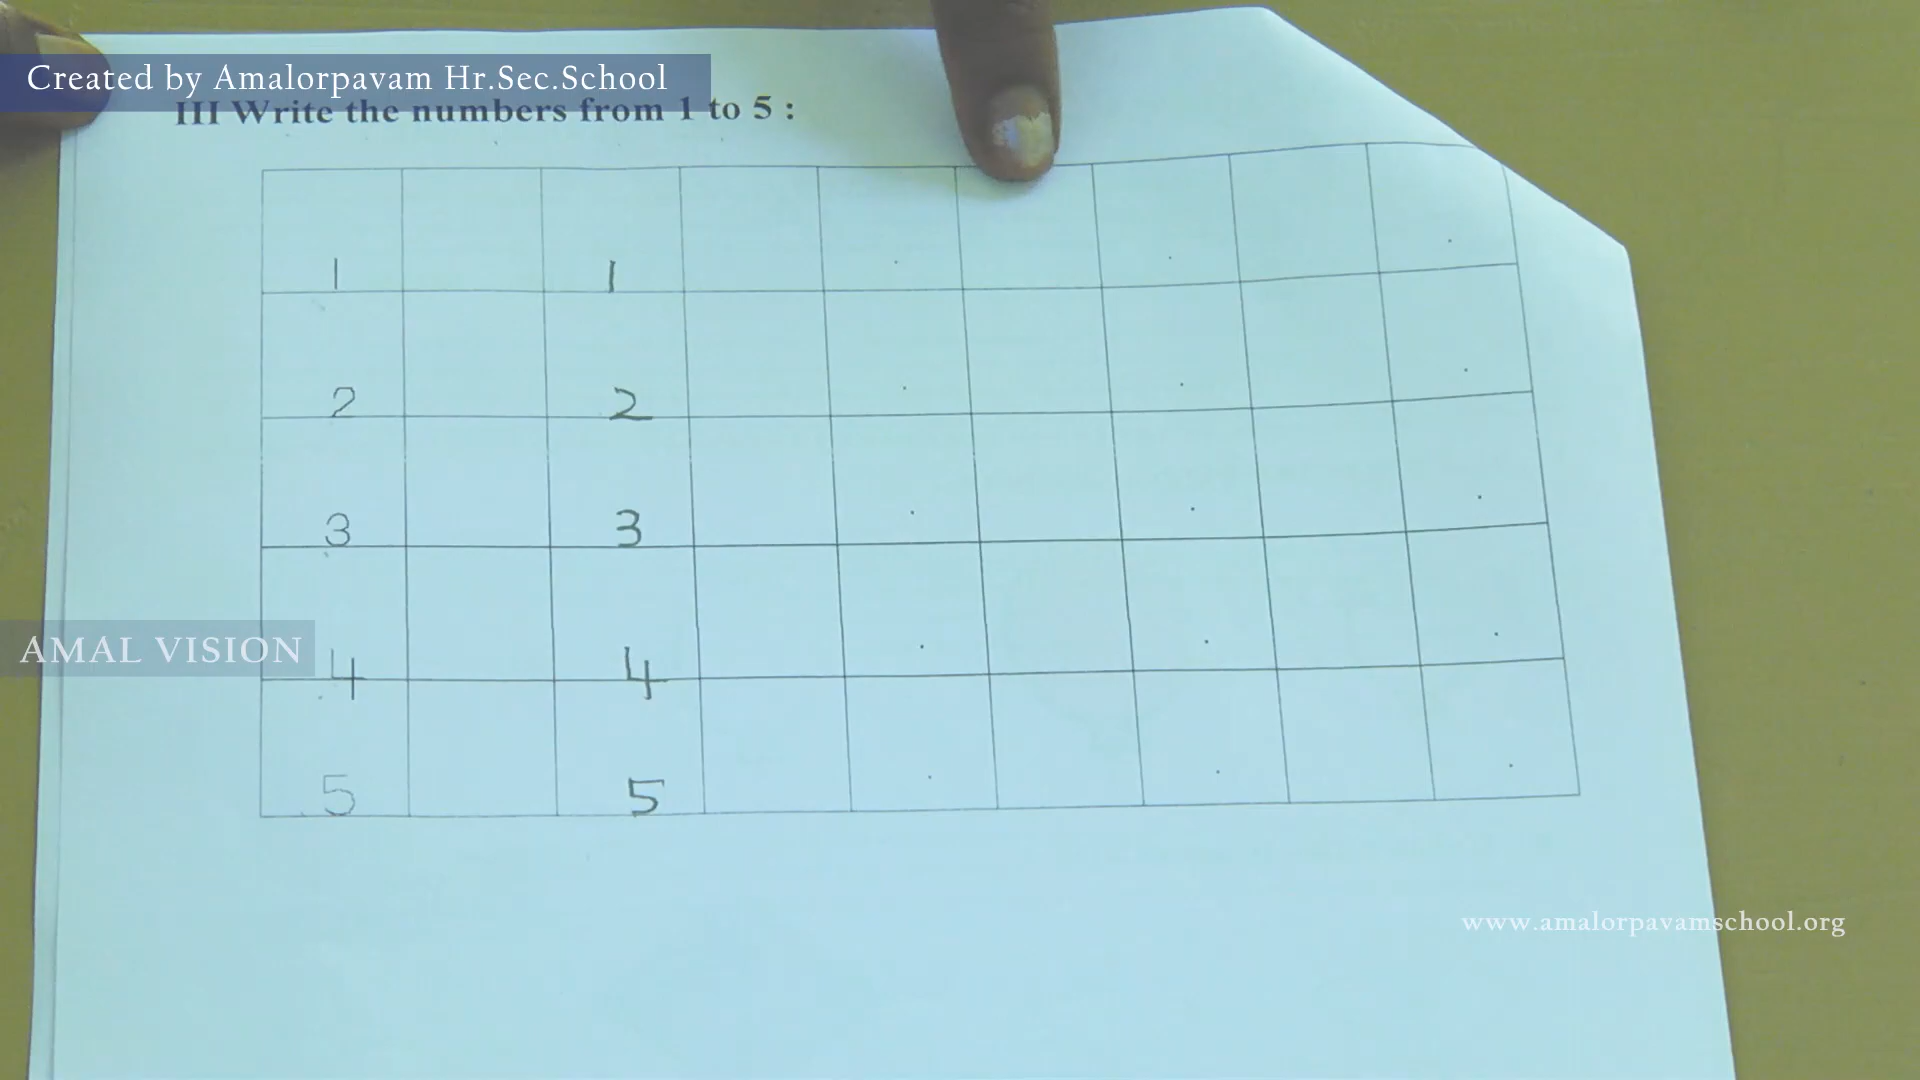 Created by Amalorpavam Hr.Sec.School
III Write the numbers from 1 to 5 :
1 1
2 2
3 3
AMAL VISION
4 4
5 5
www.amalorpavamschool.org